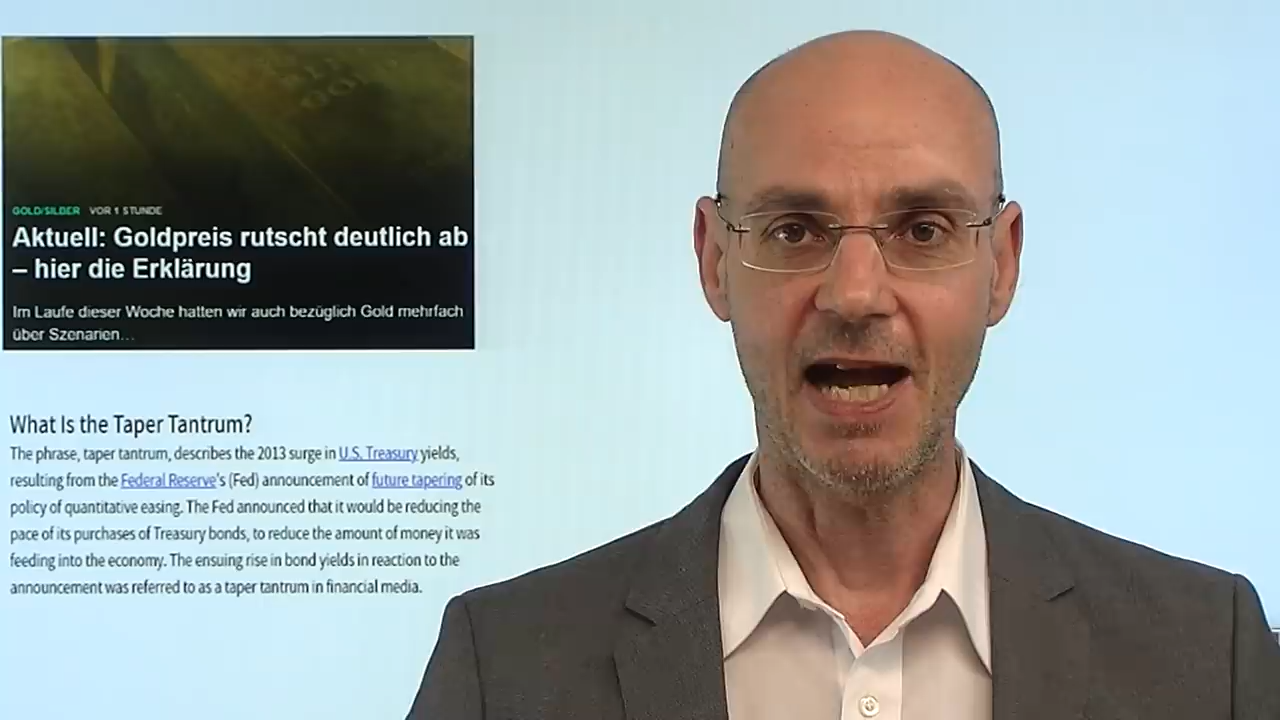 GOLD/SILBER VOR 1 STUNDE
Aktuell: Goldpreis rutscht deutlich ab
– hier die Erklärung
Im Laufe dieser Woche hatten wir auch bezüglich Gold mehrfach
über Szenarien...
What Is the Taper Tantrum?
The phrase, taper tantrum, describes the 2013 surge in U.S. Treasury yields,
resulting from the Federal Reserve's (Fed) announcement of future tapering of its
policy of quantitative easing. The Fed announced that it would be reducing the
pace of its purchases of Treasury bonds, to reduce the amount of money it was
feeding into the economy. The ensuing rise in bond yields in reaction to the
announcement was referred to as a taper tantrum in financial media.